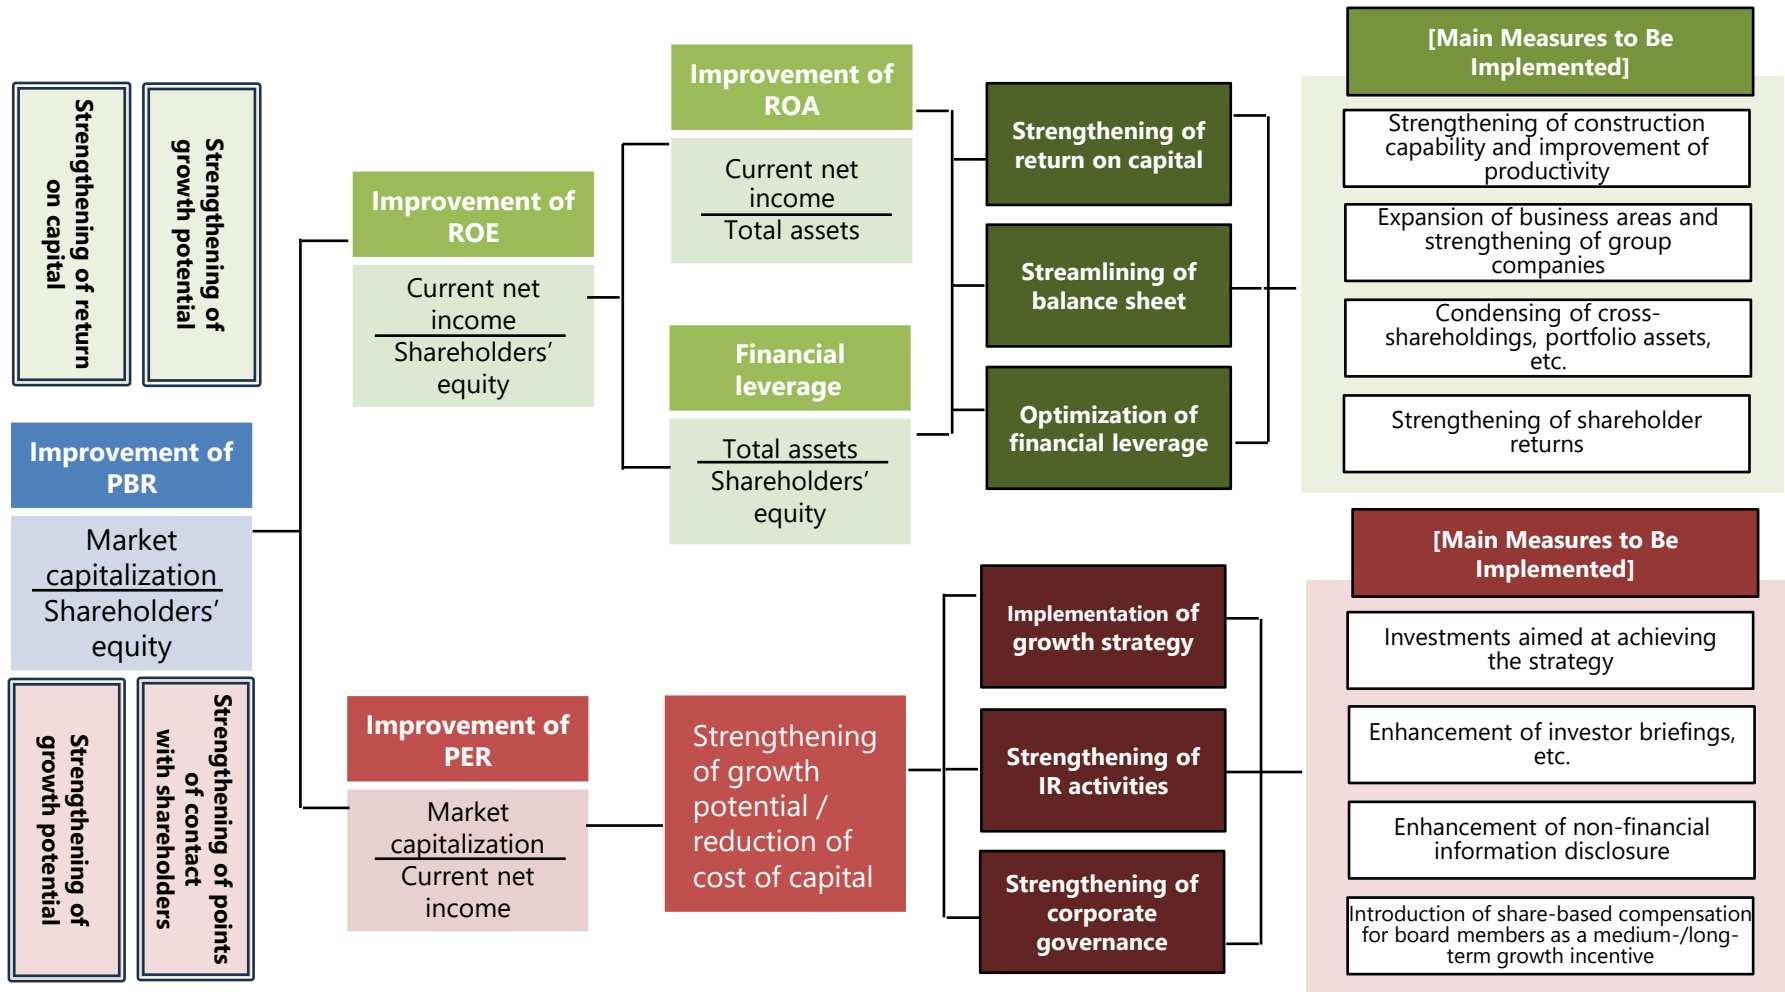 Strengthening of return
on capital
Strengthening of
growth potential
Improvement of
PBR
Market
capitalization
Shareholders’
equity
Strengthening of
growth potential
Strengthening of points
of contact
with shareholders
Improvement of
ROE
Current net
income
Shareholders’
equity
Improvement of
PER
Market
capitalization
Current net
income
Improvement of
ROA
Current net
income
Total assets
Financial
leverage
Total assets
Shareholders’
equity
Strengthening
of growth
potential /
reduction of
cost of capital
Strengthening of
return on capital
Streamlining of
balance sheet
Optimization of
financial leverage
Implementation of
growth strategy
Strengthening of
IR activities
Strengthening of
corporate
governance
[Main Measures to Be
Implemented]
Strengthening of construction
capability and improvement of
productivity
Expansion of business areas and
strengthening of group
companies
Condensing of cross-
shareholdings, portfolio assets,
etc.
Strengthening of shareholder
returns
[Main Measures to Be
Implemented]
Investments aimed at achieving
the strategy
Enhancement of investor briefings,
etc.
Enhancement of non-financial
information disclosure
Introduction of share-based compensation
for board members as a medium-/long-
term growth incentive